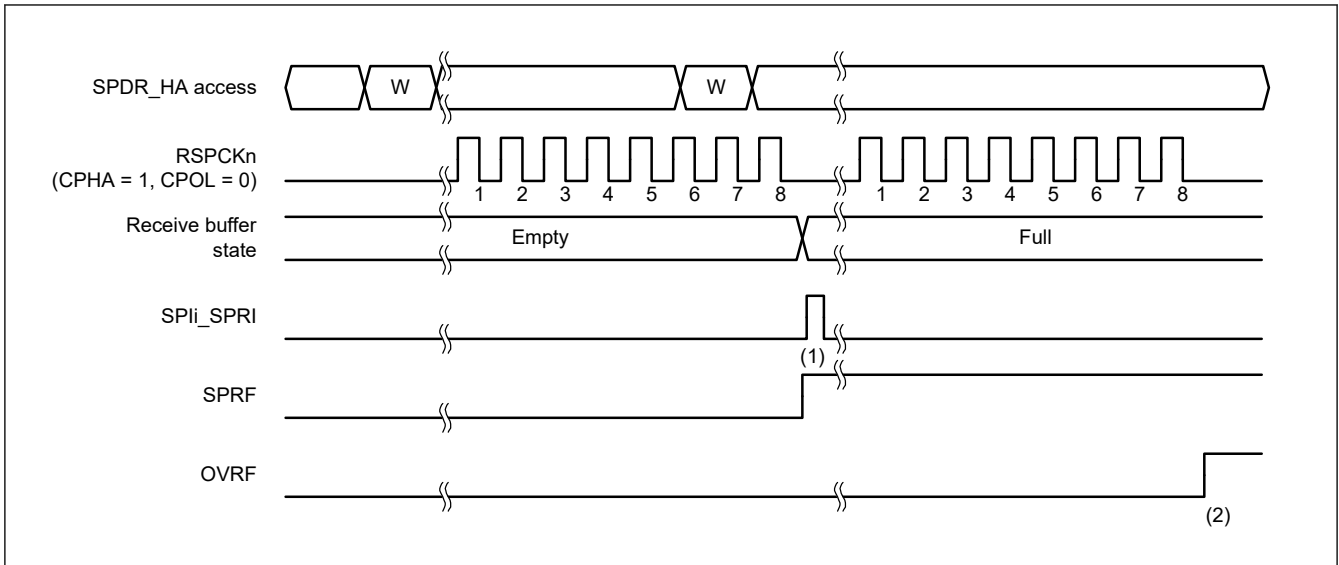 SPDR_HA access
W
W
RSPCKn
(CPHA = 1, CPOL = 0)
1 2 3 4 5 6 7 8 1 2 3 4 5 6 7 8
Receive buffer
state
Empty
Full
SPIi_SPRI
(1)
SPRF
OVRF
(2)